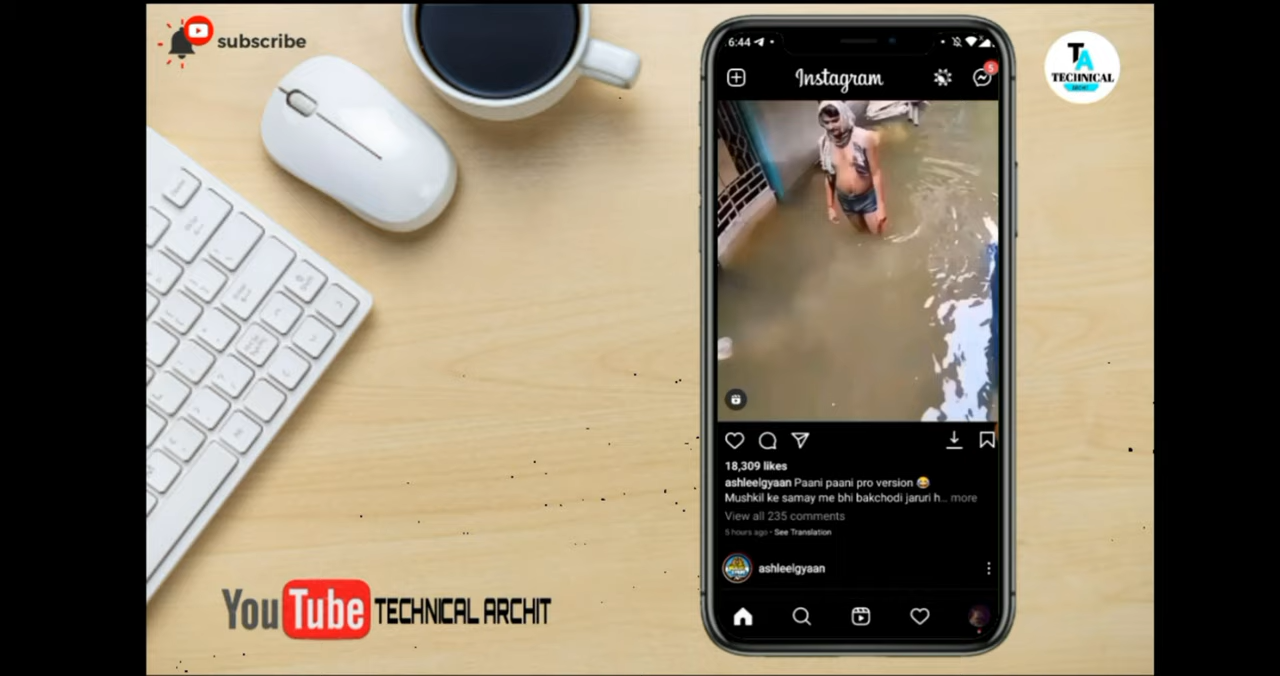 subscribe
6:44
Instagram
5
TA
TECHNICAL
ARCHIT
18,309 likes
ashleelgyaan Paani paani pro version 😂
Mushkil ke samay me bhi bakchodi jaruri h... more
View all 235 comments
5 hours ago · See Translation
ashleelgyaan
YouTube TECHNICAL ARCHIT